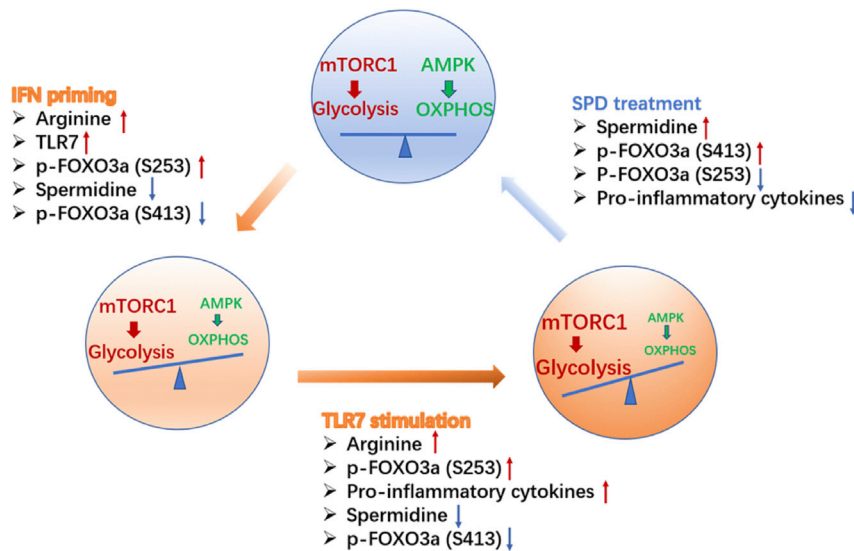 mTORC1 AMPK
Glycolysis OXPHOS
IFN priming
➢ Arginine ↑
➢ TLR7 ↑
➢ p-FOXO3a (S253) ↑
➢ Spermidine ↓
➢ p-FOXO3a (S413) ↓
SPD treatment
➢ Spermidine ↑
➢ p-FOXO3a (S413) ↑
➢ P-FOXO3a (S253) ↓
➢ Pro-inflammatory cytokines ↓
mTORC1 AMPK
Glycolysis OXPHOS
mTORC1 AMPK
Glycolysis OXPHOS
TLR7 stimulation
➢ Arginine ↑
➢ p-FOXO3a (S253) ↑
➢ Pro-inflammatory cytokines ↑
➢ Spermidine ↓
➢ p-FOXO3a (S413) ↓